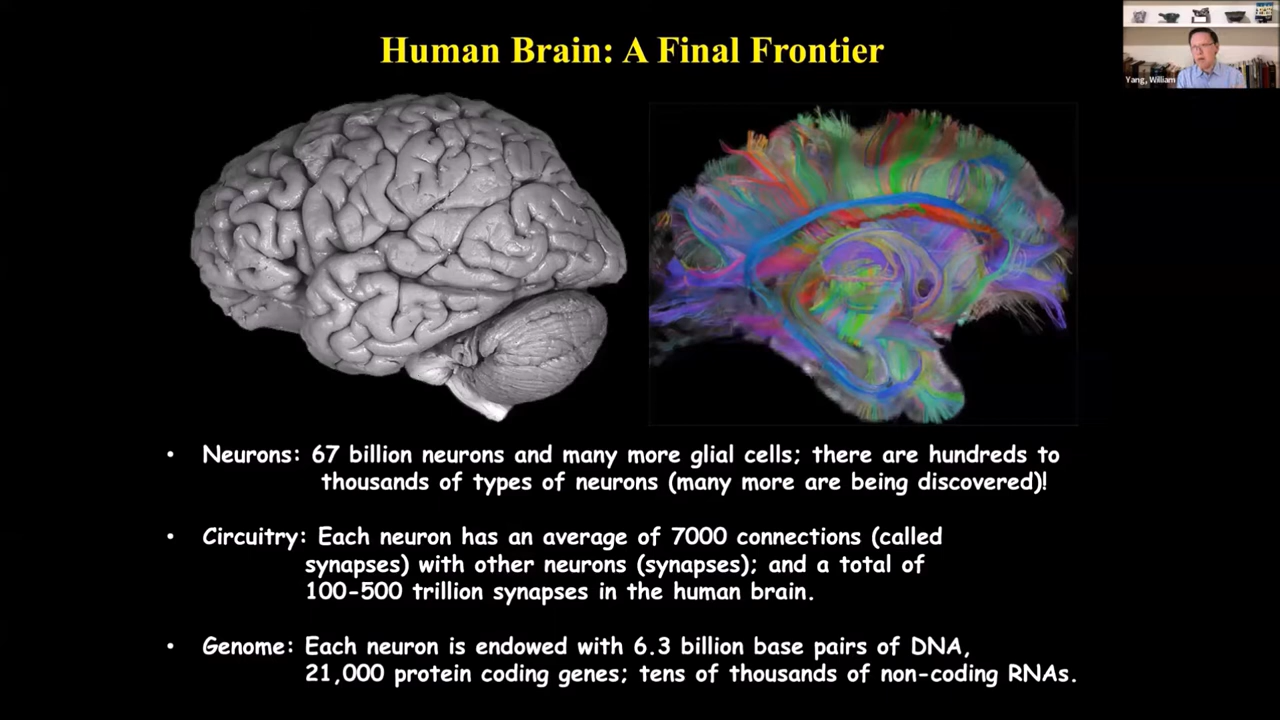 Human Brain: A Final Frontier
Yang, William
• Neurons: 67 billion neurons and many more glial cells; there are hundreds to
thousands of types of neurons (many more are being discovered)!
• Circuitry: Each neuron has an average of 7000 connections (called
synapses) with other neurons (synapses); and a total of
100-500 trillion synapses in the human brain.
• Genome: Each neuron is endowed with 6.3 billion base pairs of DNA,
21,000 protein coding genes; tens of thousands of non-coding RNAs.